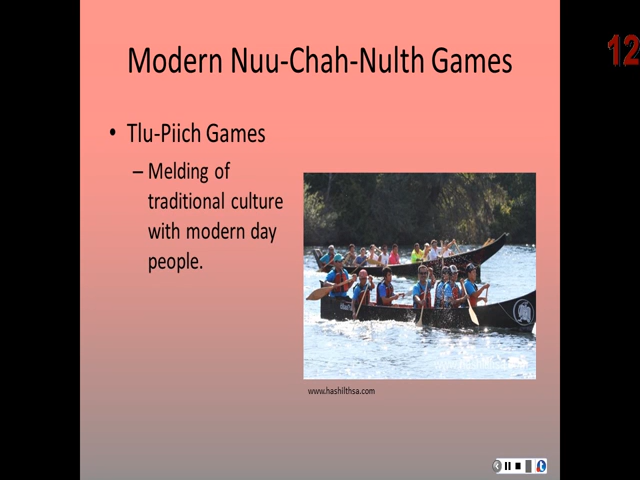 12
Modern Nuu-Chah-Nulth Games
• Tlu-Piich Games
– Melding of
traditional culture
with modern day
people.
www.hashilthsa.com